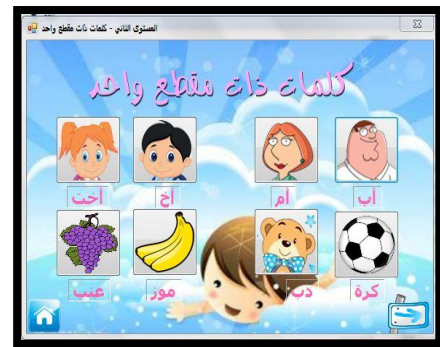 المستوى الثاني - كلمات ذات مقطع واحد
كلمات ذات مقطع واحد
أب
أم
أخ
أخت
كرة
دب
موز
عنب